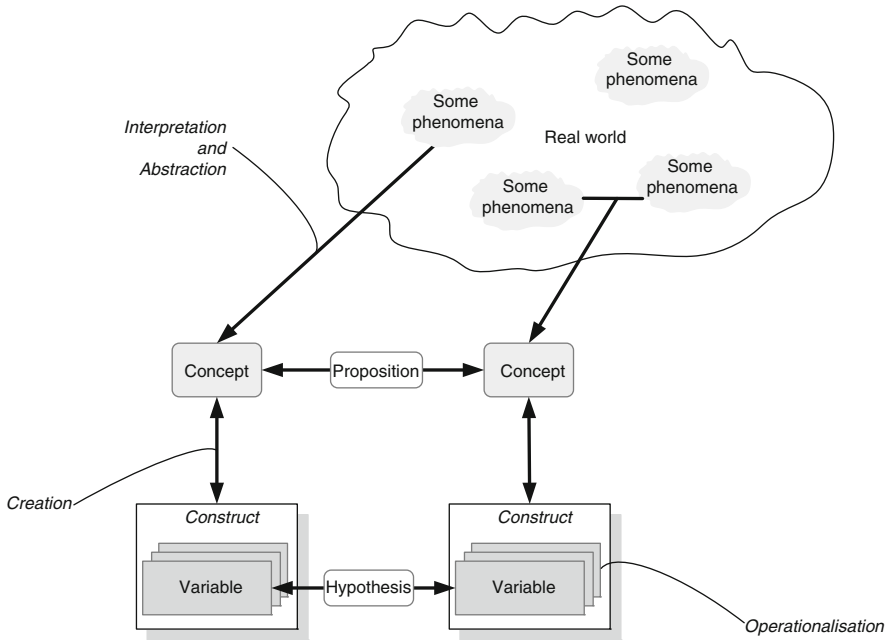 Some
phenomena
Some
phenomena
Interpretation
and
Abstraction
Real world
Some
phenomena
Some
phenomena
Concept
Proposition
Concept
Creation
Construct
Construct
Variable
Hypothesis
Variable
Operationalisation